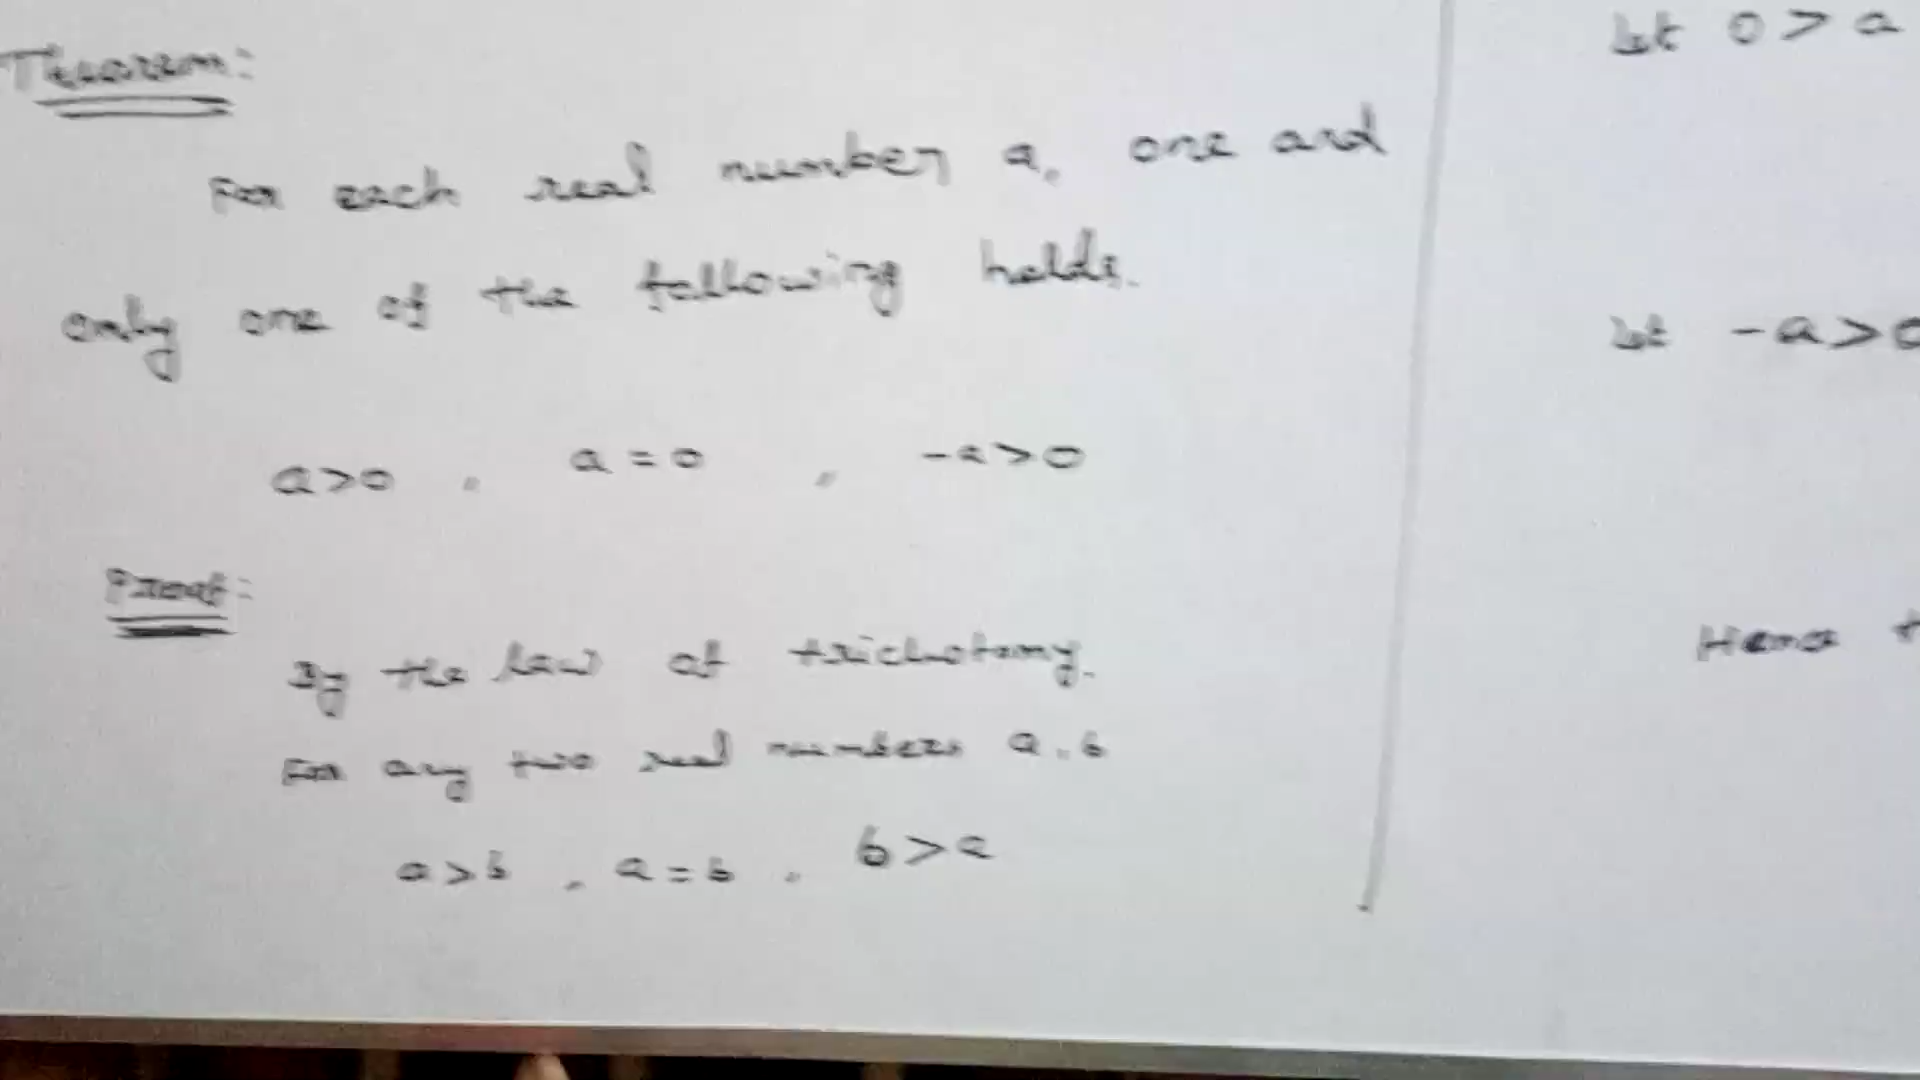 Theorem:
For each real number a, one and
only one of the following holds.
a>0 , a=0 , -a>0
Proof:
By the law of trichotomy.
For any two real numbers a, b
a>b , a=b , b>a
let 0>a
let -a>0
Hence